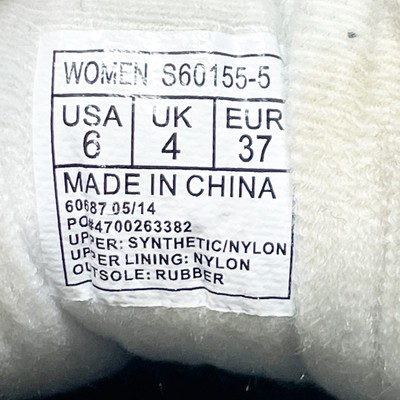 WOMEN S60155-5
USA UK EUR
6 4 37
MADE IN CHINA
60687 05/14
PO#4700263382
UPPER: SYNTHETIC/NYLON
UPPER LINING: NYLON
OUTSOLE: RUBBER